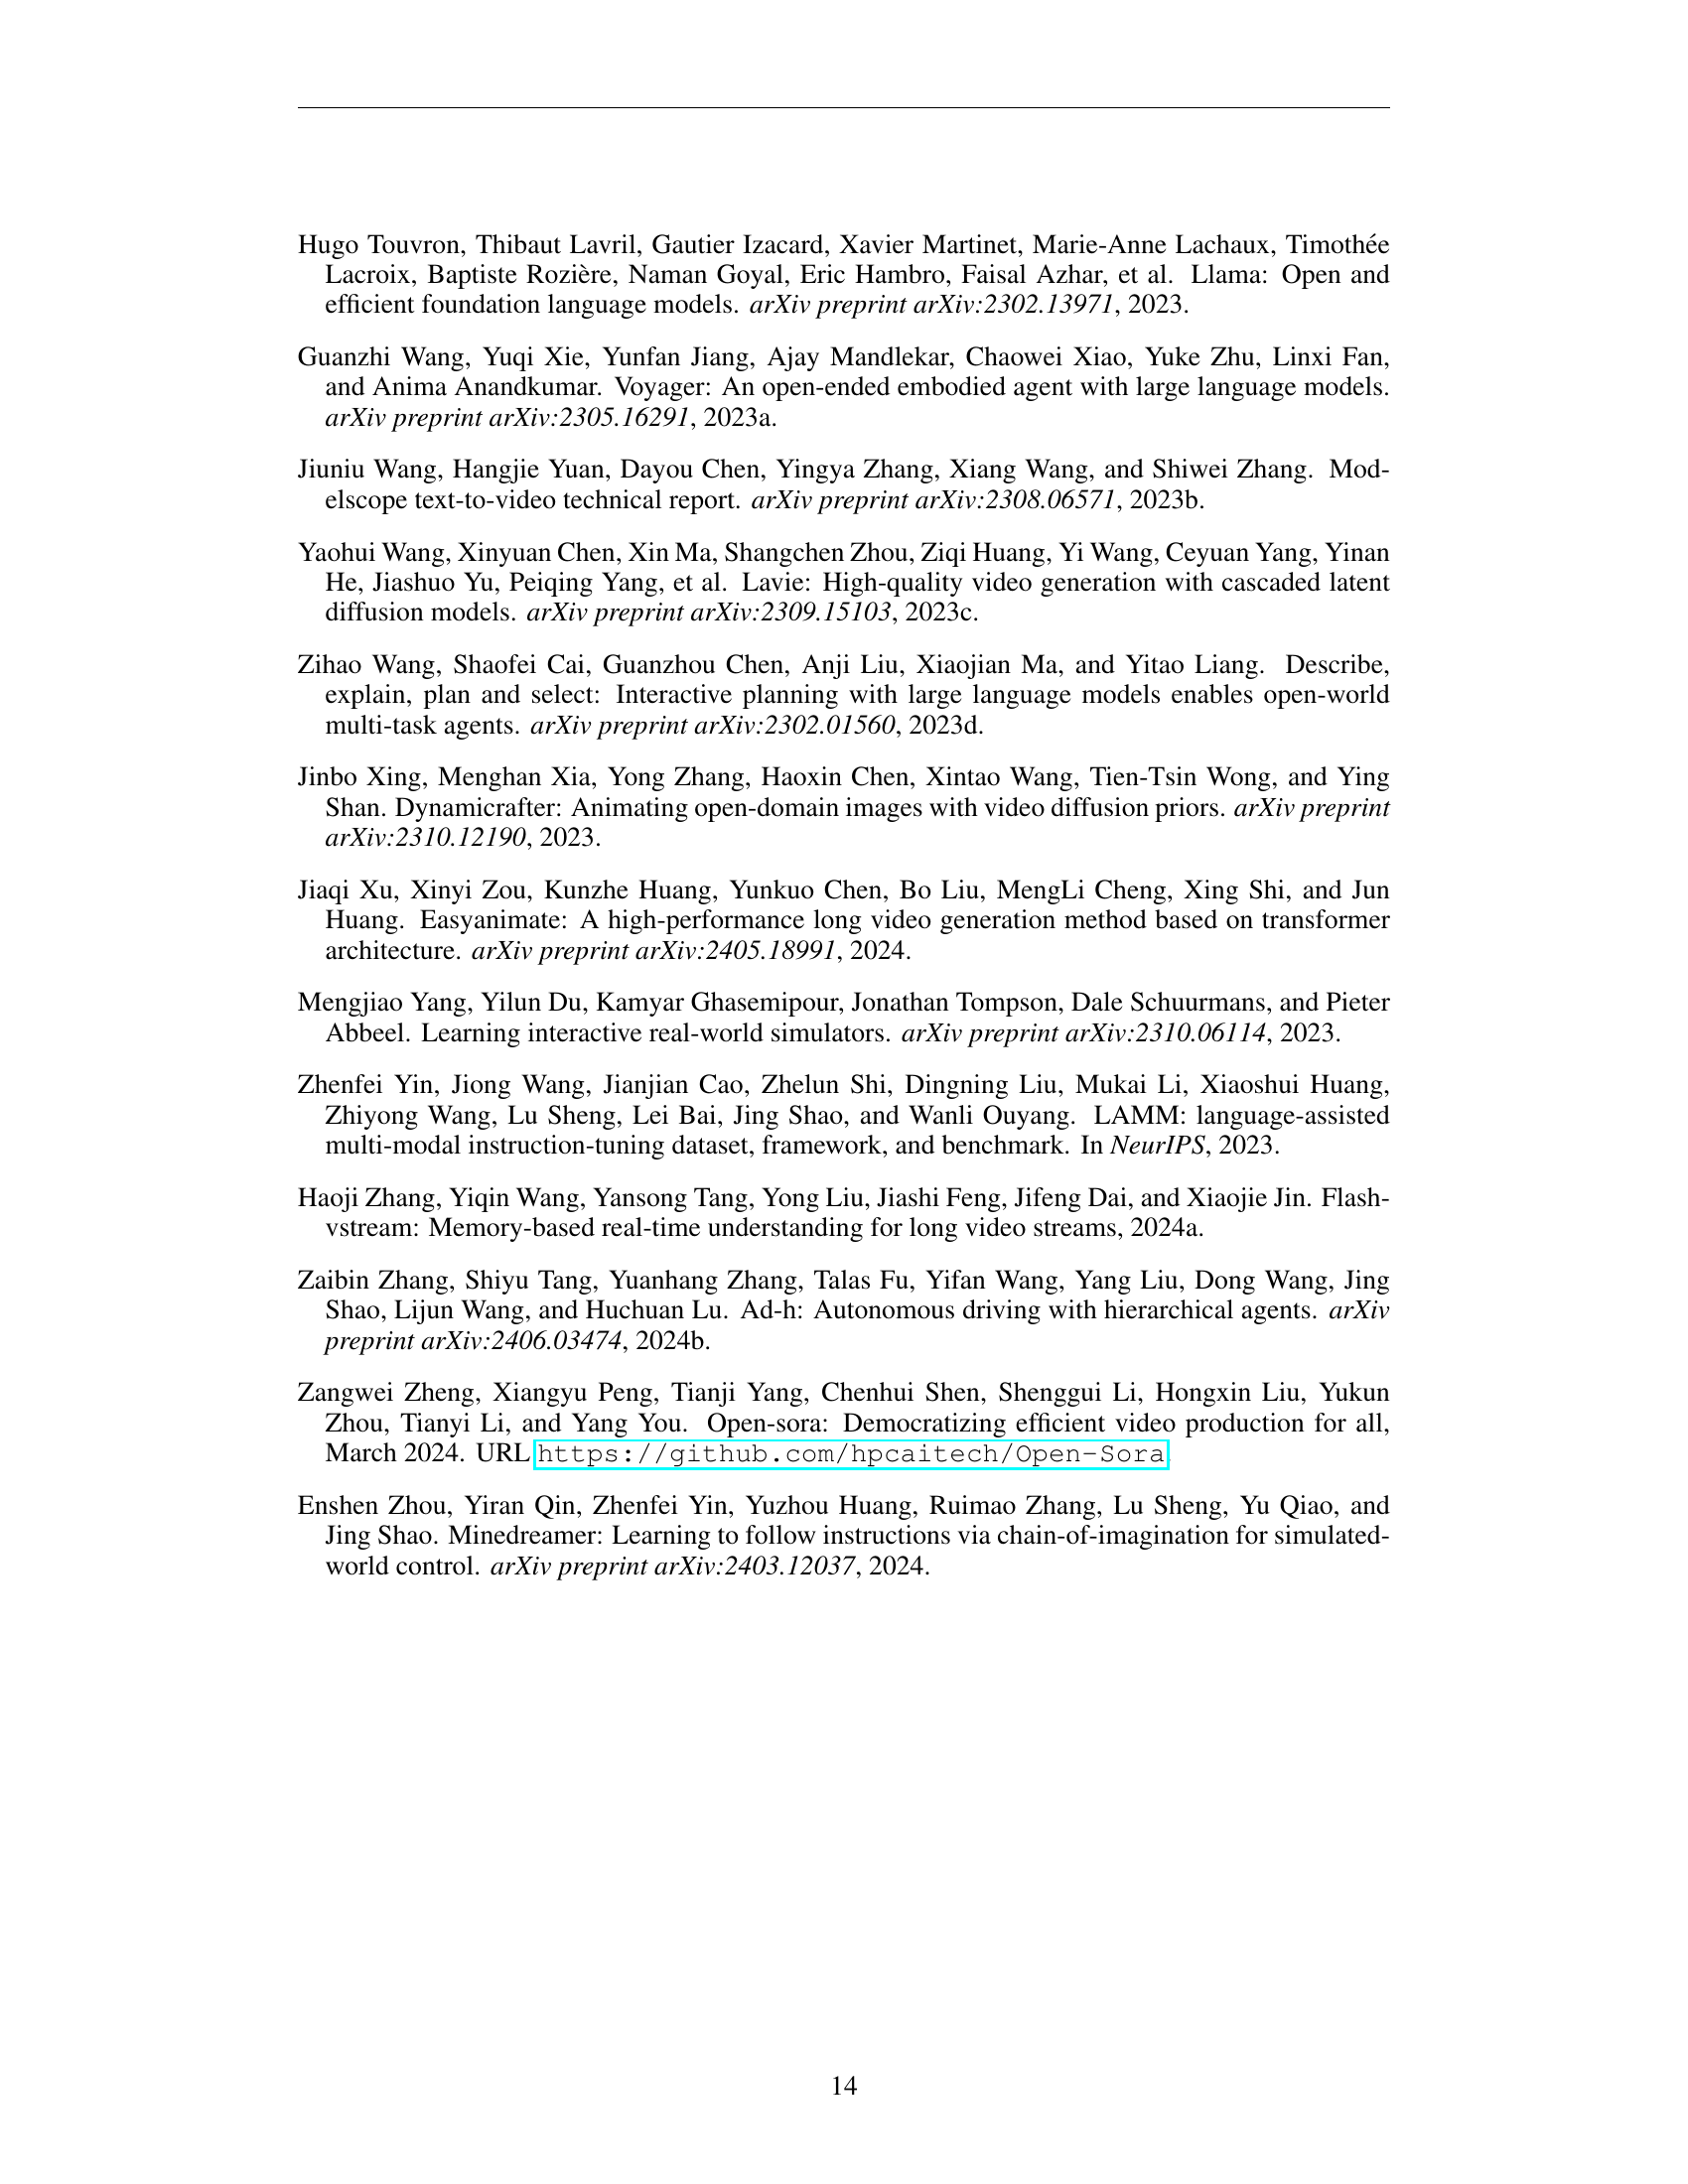 Hugo Touvron, Thibaut Lavril, Gautier Izacard, Xavier Martinet, Marie-Anne Lachaux, Timothée
Lacroix, Baptiste Rozière, Naman Goyal, Eric Hambro, Faisal Azhar, et al. Llama: Open and
efficient foundation language models. arXiv preprint arXiv:2302.13971, 2023.
Guanzhi Wang, Yuqi Xie, Yunfan Jiang, Ajay Mandlekar, Chaowei Xiao, Yuke Zhu, Linxi Fan,
and Anima Anandkumar. Voyager: An open-ended embodied agent with large language models.
arXiv preprint arXiv:2305.16291, 2023a.
Jiuniu Wang, Hangjie Yuan, Dayou Chen, Yingya Zhang, Xiang Wang, and Shiwei Zhang. Mod-
elscope text-to-video technical report. arXiv preprint arXiv:2308.06571, 2023b.
Yaohui Wang, Xinyuan Chen, Xin Ma, Shangchen Zhou, Ziqi Huang, Yi Wang, Ceyuan Yang, Yinan
He, Jiashuo Yu, Peiqing Yang, et al. Lavie: High-quality video generation with cascaded latent
diffusion models. arXiv preprint arXiv:2309.15103, 2023c.
Zihao Wang, Shaofei Cai, Guanzhou Chen, Anji Liu, Xiaojian Ma, and Yitao Liang. Describe,
explain, plan and select: Interactive planning with large language models enables open-world
multi-task agents. arXiv preprint arXiv:2302.01560, 2023d.
Jinbo Xing, Menghan Xia, Yong Zhang, Haoxin Chen, Xintao Wang, Tien-Tsin Wong, and Ying
Shan. Dynamicrafter: Animating open-domain images with video diffusion priors. arXiv preprint
arXiv:2310.12190, 2023.
Jiaqi Xu, Xinyi Zou, Kunzhe Huang, Yunkuo Chen, Bo Liu, MengLi Cheng, Xing Shi, and Jun
Huang. Easyanimate: A high-performance long video generation method based on transformer
architecture. arXiv preprint arXiv:2405.18991, 2024.
Mengjiao Yang, Yilun Du, Kamyar Ghasemipour, Jonathan Tompson, Dale Schuurmans, and Pieter
Abbeel. Learning interactive real-world simulators. arXiv preprint arXiv:2310.06114, 2023.
Zhenfei Yin, Jiong Wang, Jianjian Cao, Zhelun Shi, Dingning Liu, Mukai Li, Xiaoshui Huang,
Zhiyong Wang, Lu Sheng, Lei Bai, Jing Shao, and Wanli Ouyang. LAMM: language-assisted
multi-modal instruction-tuning dataset, framework, and benchmark. In NeurIPS, 2023.
Haoji Zhang, Yiqin Wang, Yansong Tang, Yong Liu, Jiashi Feng, Jifeng Dai, and Xiaojie Jin. Flash-
vstream: Memory-based real-time understanding for long video streams, 2024a.
Zaibin Zhang, Shiyu Tang, Yuanhang Zhang, Talas Fu, Yifan Wang, Yang Liu, Dong Wang, Jing
Shao, Lijun Wang, and Huchuan Lu. Ad-h: Autonomous driving with hierarchical agents. arXiv
preprint arXiv:2406.03474, 2024b.
Zangwei Zheng, Xiangyu Peng, Tianji Yang, Chenhui Shen, Shenggui Li, Hongxin Liu, Yukun
Zhou, Tianyi Li, and Yang You. Open-sora: Democratizing efficient video production for all,
March 2024. URL https://github.com/hpcaitech/Open-Sora
Enshen Zhou, Yiran Qin, Zhenfei Yin, Yuzhou Huang, Ruimao Zhang, Lu Sheng, Yu Qiao, and
Jing Shao. Minedreamer: Learning to follow instructions via chain-of-imagination for simulated-
world control. arXiv preprint arXiv:2403.12037, 2024.
14